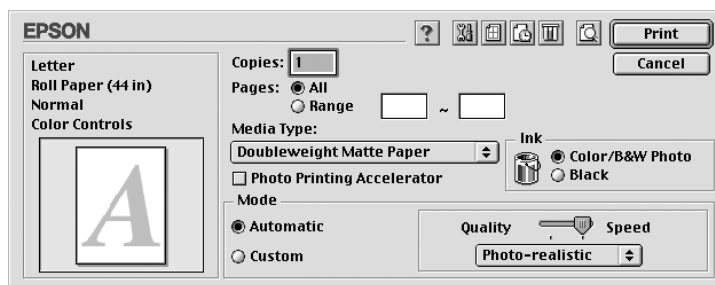 EPSON
?
Print
Cancel
Letter
Roll Paper (44 in)
Normal
Color Controls
A
Copies: 1
Pages: All
Range ~
Media Type:
Doubleweight Matte Paper
Photo Printing Accelerator
Ink
Color/B&W Photo
Black
Mode
Automatic
Custom
Quality Speed
Photo-realistic